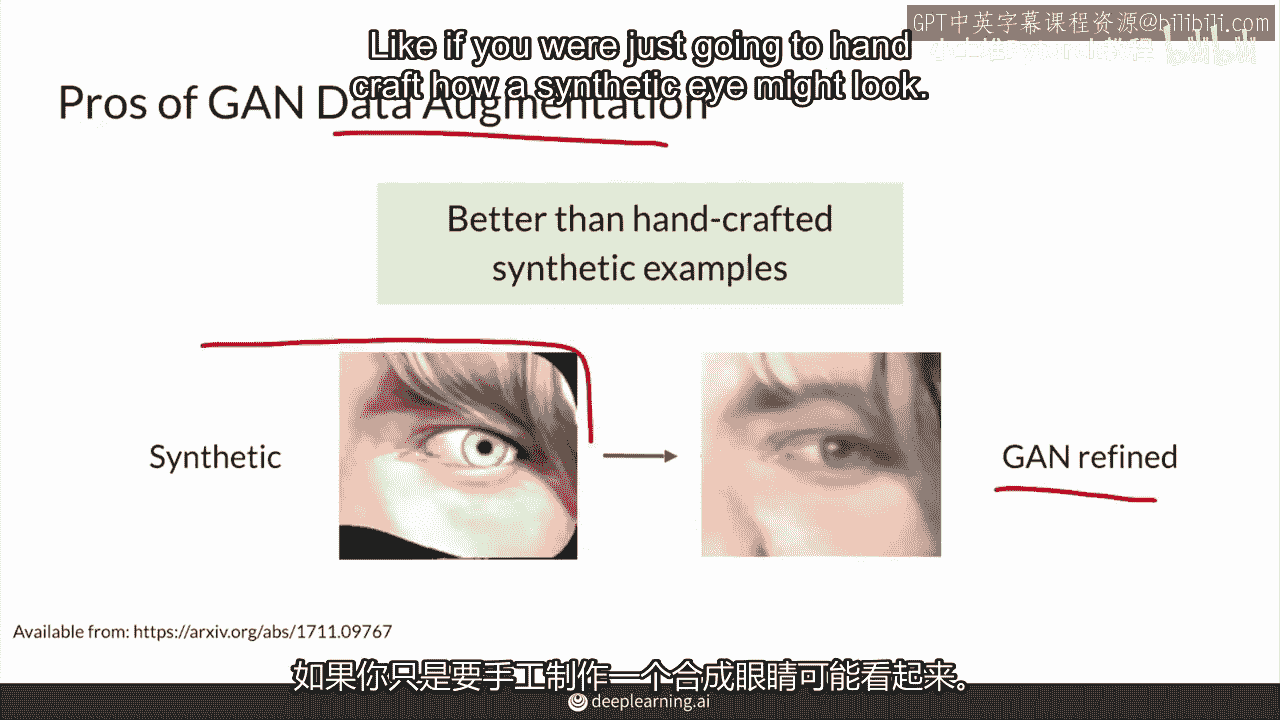 GPT中英字幕课程资源@bilibili.com
Like if you were just going to hand
craft how a synthetic eye might look.
Pros of GAN Data Augmentation
Better than hand-crafted
synthetic examples
Synthetic
GAN refined
Available from: https://arxiv.org/abs/1711.09767
如果你只是要手工制作一个合成眼睛可能看起来。
deeplearning.ai